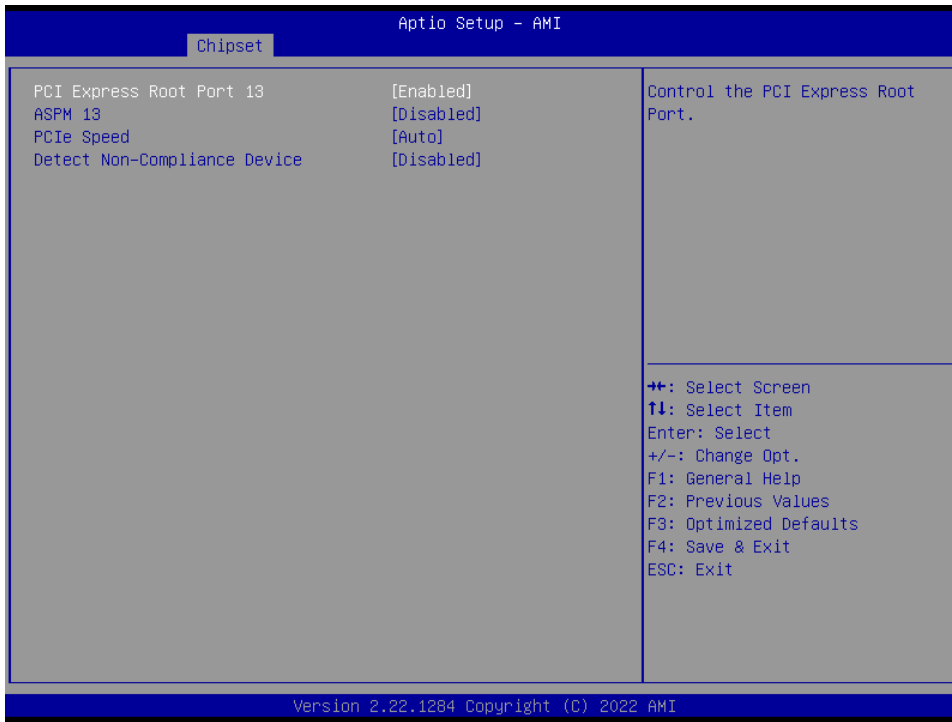 Aptio Setup – AMI
Chipset
PCI Express Root Port 13 [Enabled]
ASPM 13 [Disabled]
PCIe Speed [Auto]
Detect Non-Compliance Device [Disabled]
Control the PCI Express Root
Port.
→←: Select Screen
↑↓: Select Item
Enter: Select
+/-: Change Opt.
F1: General Help
F2: Previous Values
F3: Optimized Defaults
F4: Save & Exit
ESC: Exit
Version 2.22.1284 Copyright (C) 2022 AMI